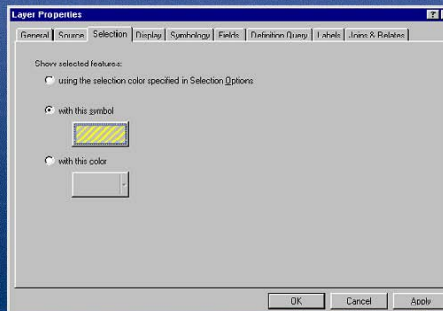 Layer Properties
General Source Selection Display Symbology Fields Definition Query Labels Joins & Relates
Show selected features:
using the selection color specified in Selection Options
with this symbol
with this color
OK Cancel Apply